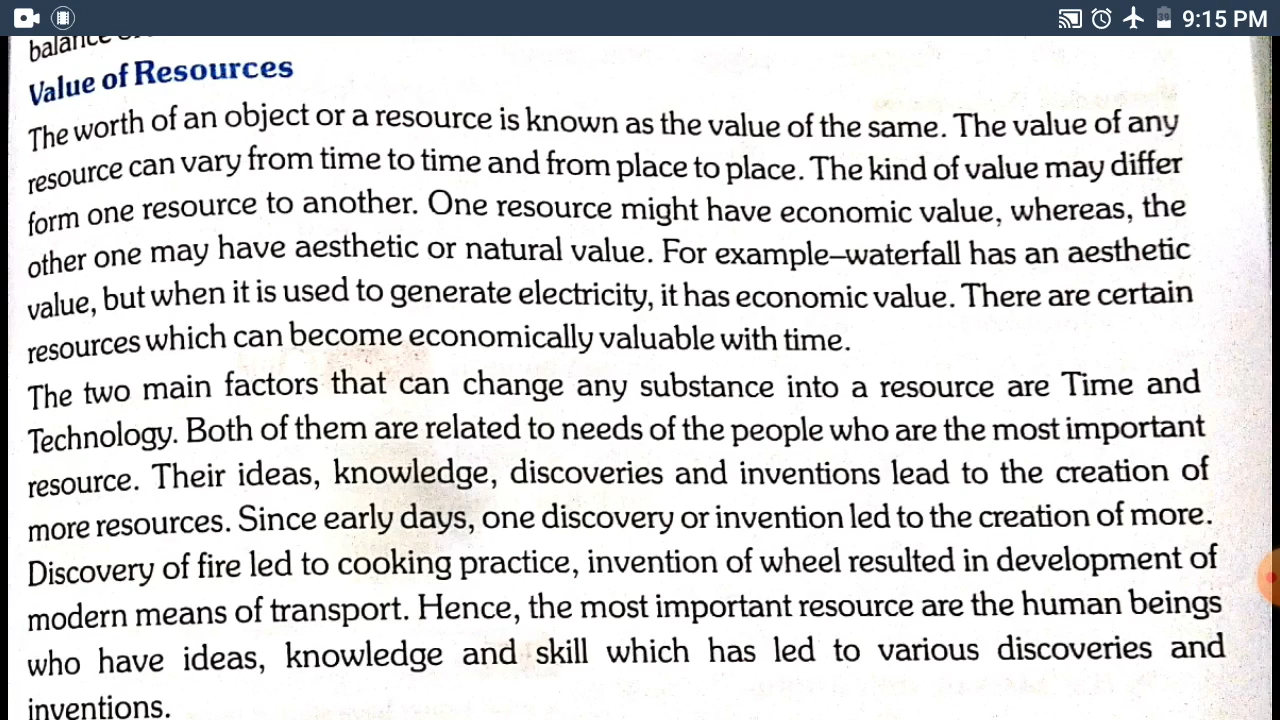 9:15 PM
balance
Value of Resources
The worth of an object or a resource is known as the value of the same. The value of any
resource can vary from time to time and from place to place. The kind of value may differ
form one resource to another. One resource might have economic value, whereas, the
other one may have aesthetic or natural value. For example–waterfall has an aesthetic
value, but when it is used to generate electricity, it has economic value. There are certain
resources which can become economically valuable with time.
The two main factors that can change any substance into a resource are Time and
Technology. Both of them are related to needs of the people who are the most important
resource. Their ideas, knowledge, discoveries and inventions lead to the creation of
more resources. Since early days, one discovery or invention led to the creation of more.
Discovery of fire led to cooking practice, invention of wheel resulted in development of
modern means of transport. Hence, the most important resource are the human beings
who have ideas, knowledge and skill which has led to various discoveries and
inventions.